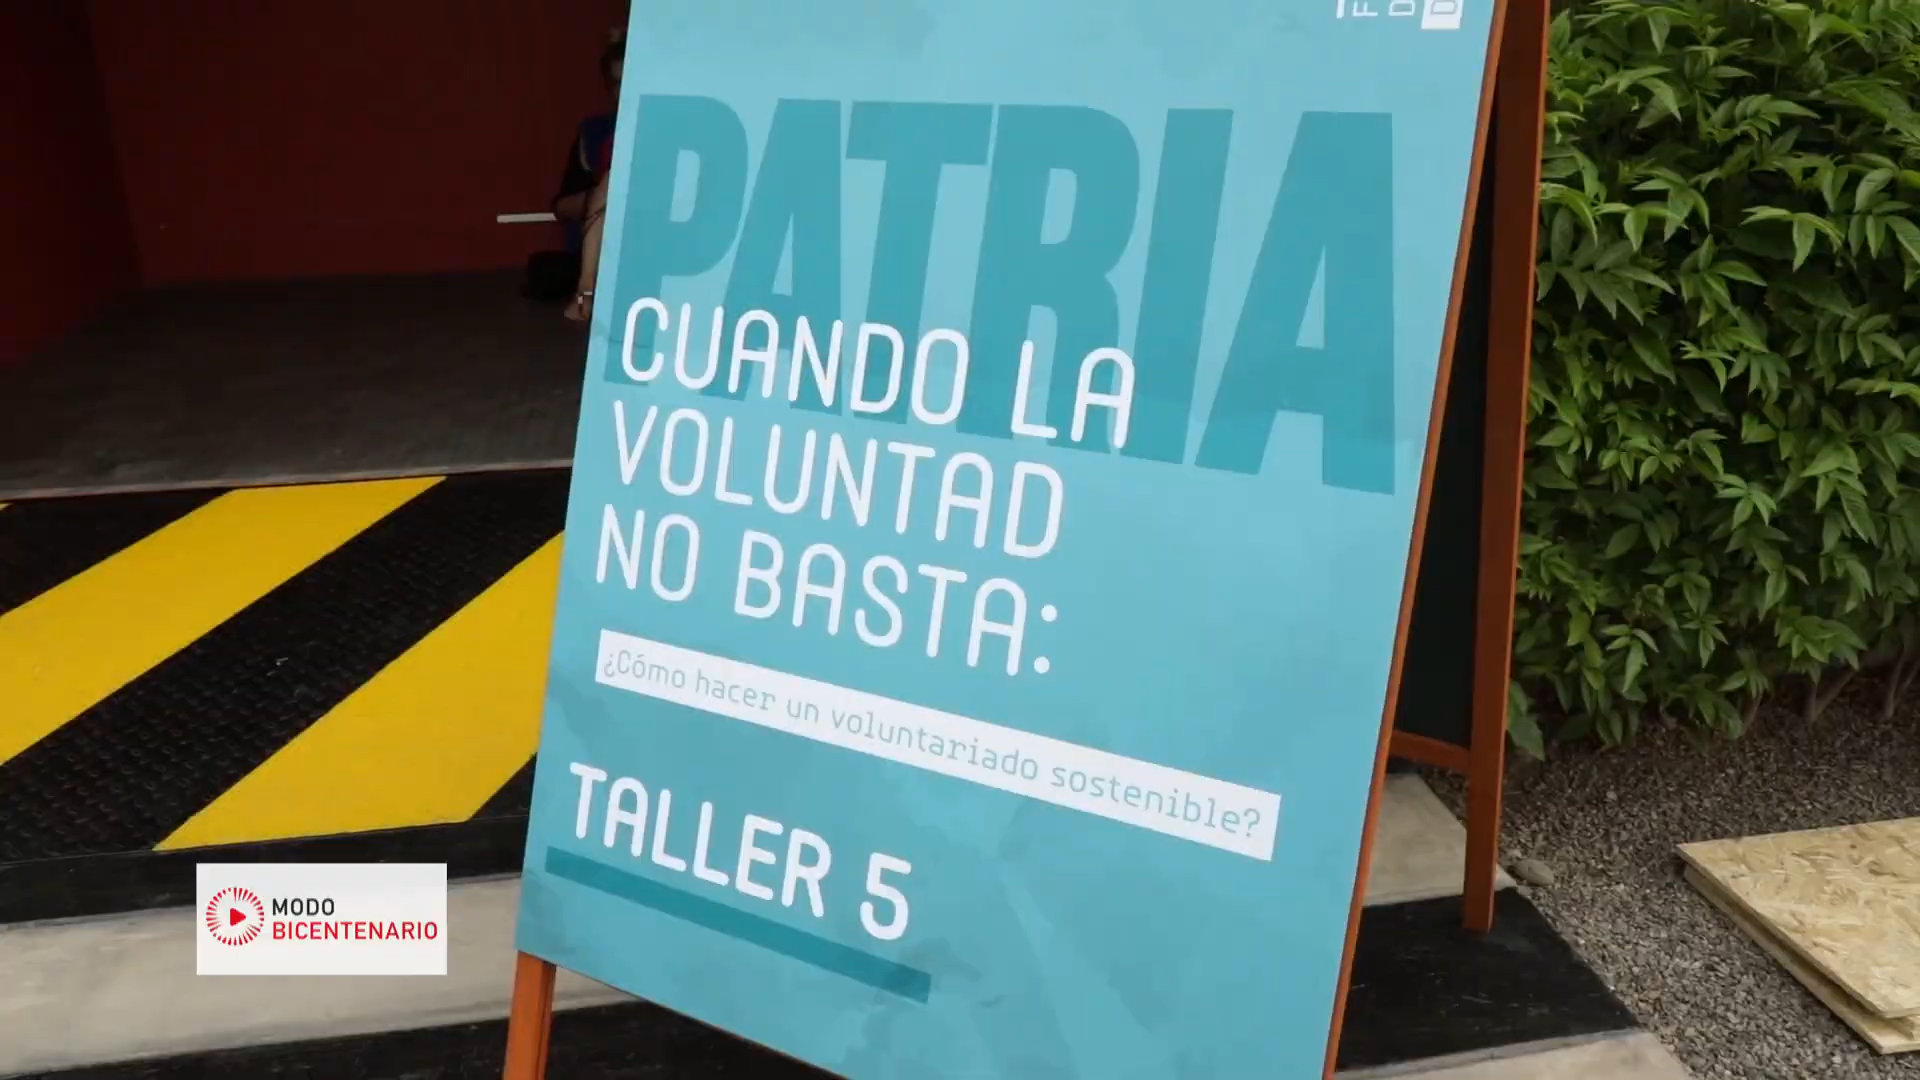 PATRIA
CUANDO LA
VOLUNTAD
NO BASTA:
¿Cómo hacer un voluntariado sostenible?
TALLER 5
MODO
BICENTENARIO